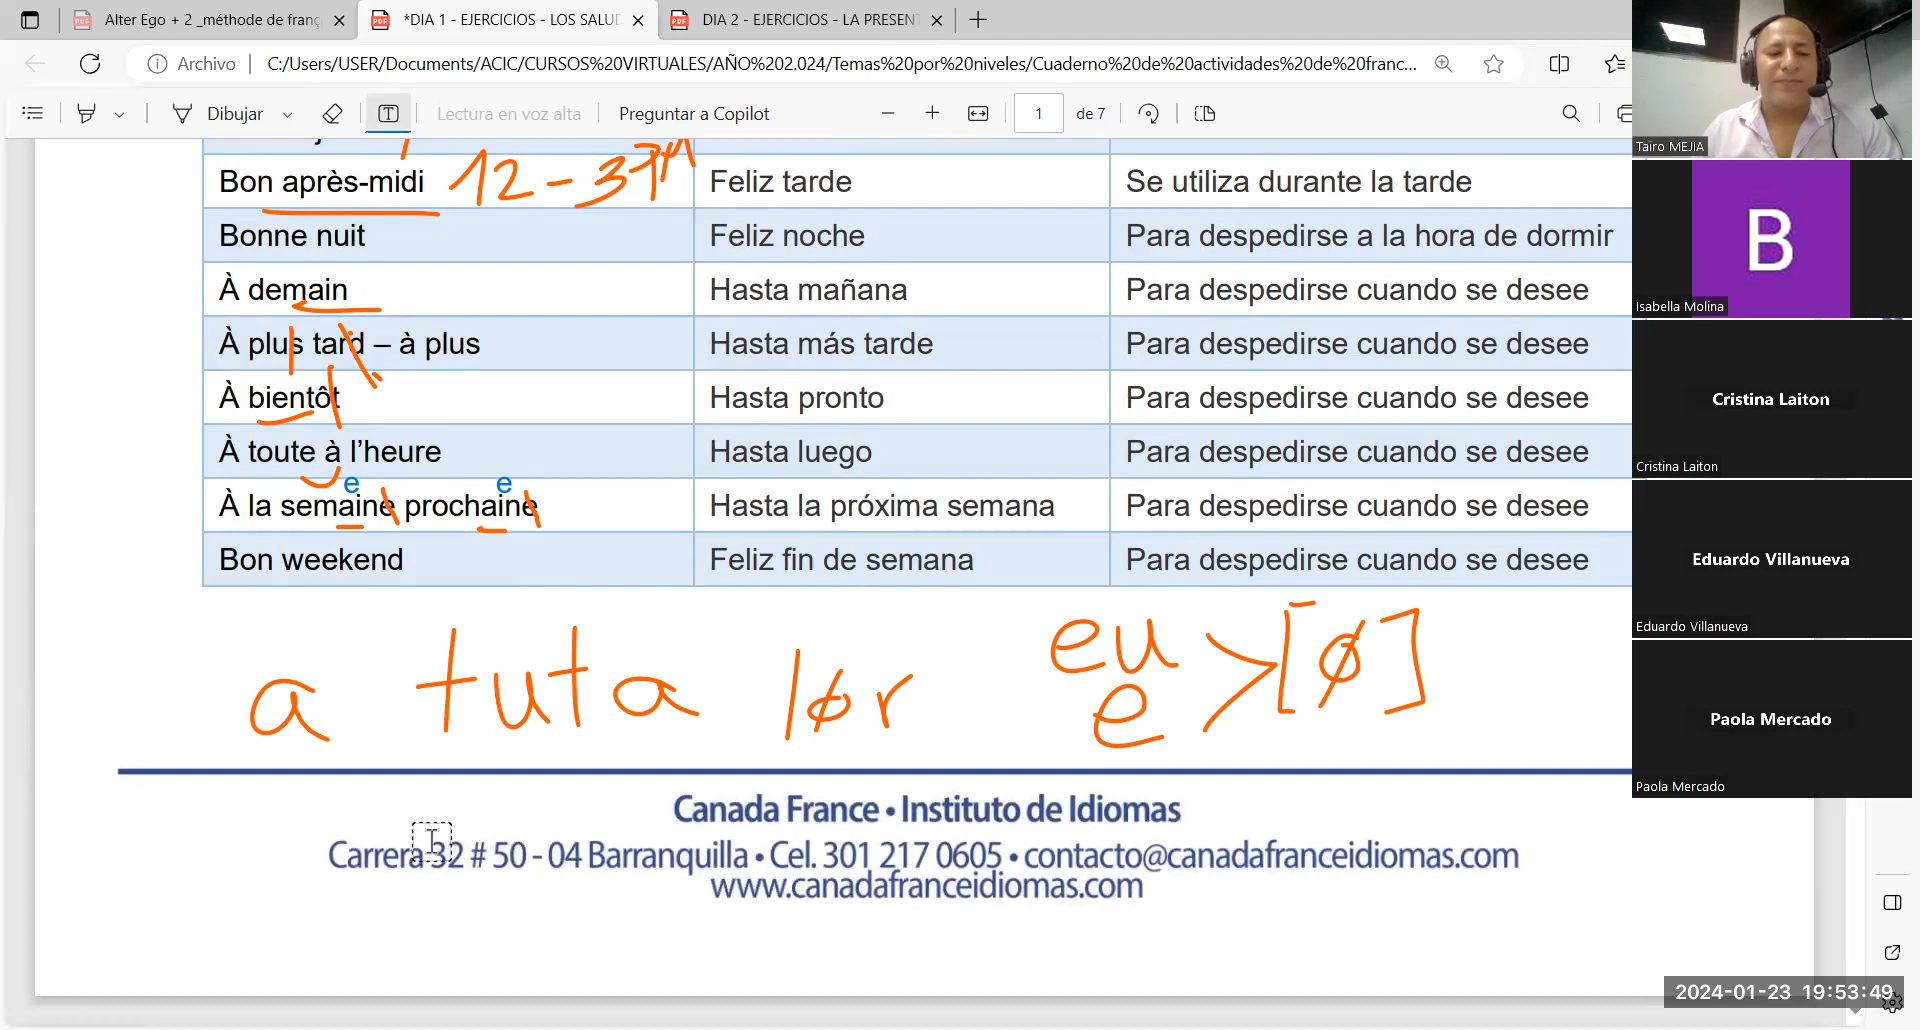 Alter Ego + 2 _méthode de franç
*DIA 1 - EJERCICIOS - LOS SALUD
DIA 2 - EJERCICIOS - LA PRESENT
Archivo
C:/Users/USER/Documents/ACIC/CURSOS%20VIRTUALES/AÑO%202.024/Temas%20por%20niveles/Cuaderno%20de%20actividades%20de%20franc...
Dibujar
Lectura en voz alta
Preguntar a Copilot
1 de 7
Bon après-midi 12 - 3 Feliz tarde Se utiliza durante la tarde
Bonne nuit Feliz noche Para despedirse a la hora de dormir
À demain Hasta mañana Para despedirse cuando se desee
À plus tard – à plus Hasta más tarde Para despedirse cuando se desee
À bientôt Hasta pronto Para despedirse cuando se desee
À toute à l'heure Hasta luego Para despedirse cuando se desee
e e
À la semaine prochaine Hasta la próxima semana Para despedirse cuando se desee
Bon weekend Feliz fin de semana Para despedirse cuando se desee
eu
a tuta lør e > [ø]
Canada France • Instituto de Idiomas
Carrera 32 # 50 - 04 Barranquilla • Cel. 301 217 0605 • contacto@canadafranceidiomas.com
www.canadafranceidiomas.com
Tairo MEJIA
B
Isabella Molina
Cristina Laiton
Cristina Laiton
Eduardo Villanueva
Eduardo Villanueva
Paola Mercado
Paola Mercado
2024-01-23 19:53:49